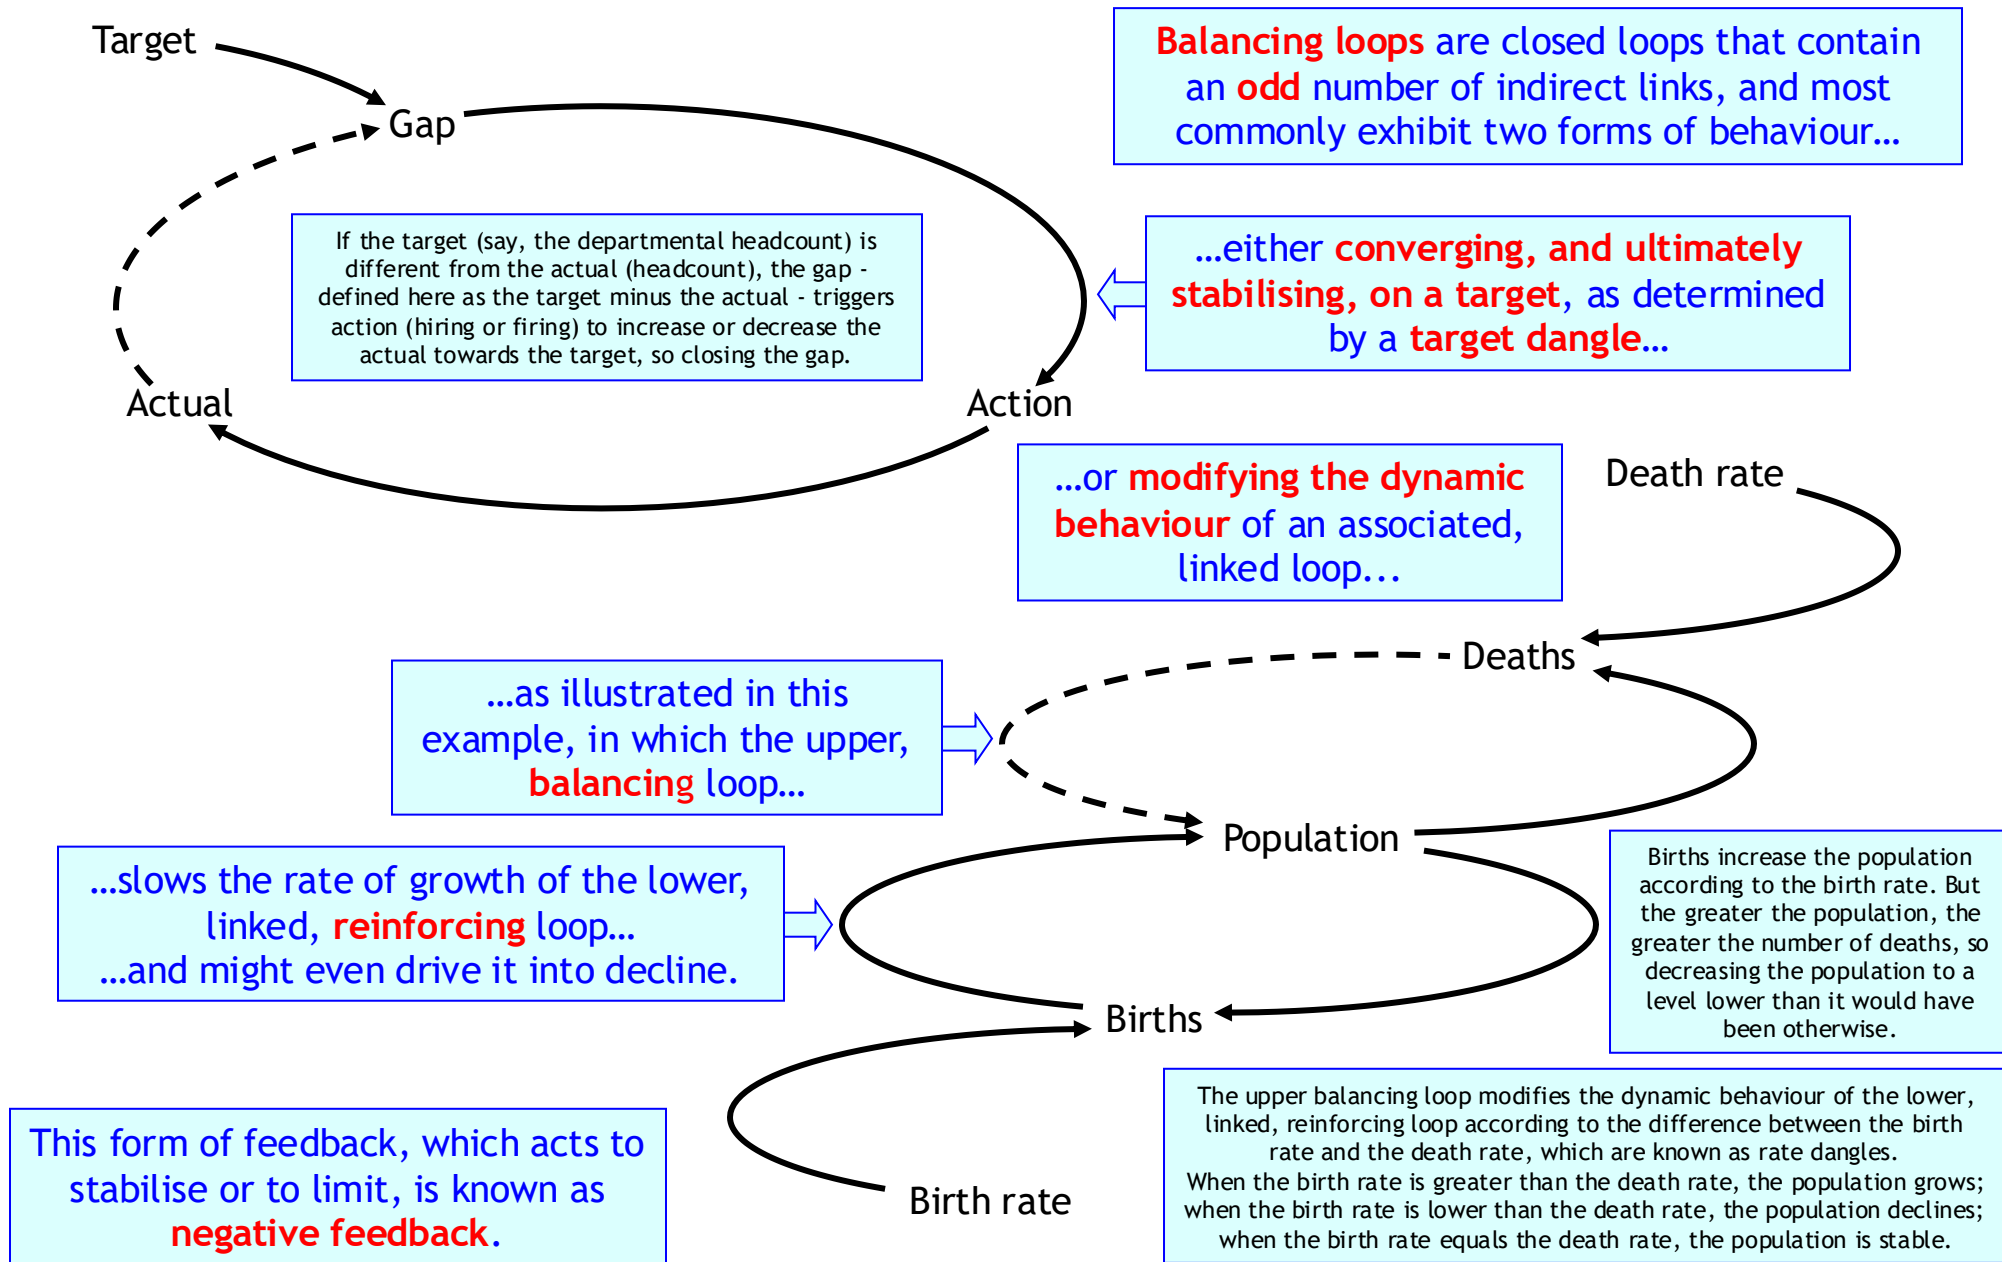 Target
Gap
Actual
Action
Balancing loops are closed loops that contain
an odd number of indirect links, and most
commonly exhibit two forms of behaviour…
If the target (say, the departmental headcount) is
different from the actual (headcount), the gap -
defined here as the target minus the actual - triggers
action (hiring or firing) to increase or decrease the
actual towards the target, so closing the gap.
…either converging, and ultimately
stabilising, on a target, as determined
by a target dangle…
…or modifying the dynamic
behaviour of an associated,
linked loop...
Death rate
Deaths
…as illustrated in this
example, in which the upper,
balancing loop…
Population
…slows the rate of growth of the lower,
linked, reinforcing loop…
…and might even drive it into decline.
Births increase the population
according to the birth rate. But
the greater the population, the
greater the number of deaths, so
decreasing the population to a
level lower than it would have
been otherwise.
Births
Birth rate
The upper balancing loop modifies the dynamic behaviour of the lower,
linked, reinforcing loop according to the difference between the birth
rate and the death rate, which are known as rate dangles.
When the birth rate is greater than the death rate, the population grows;
when the birth rate is lower than the death rate, the population declines;
when the birth rate equals the death rate, the population is stable.
This form of feedback, which acts to
stabilise or to limit, is known as
negative feedback.